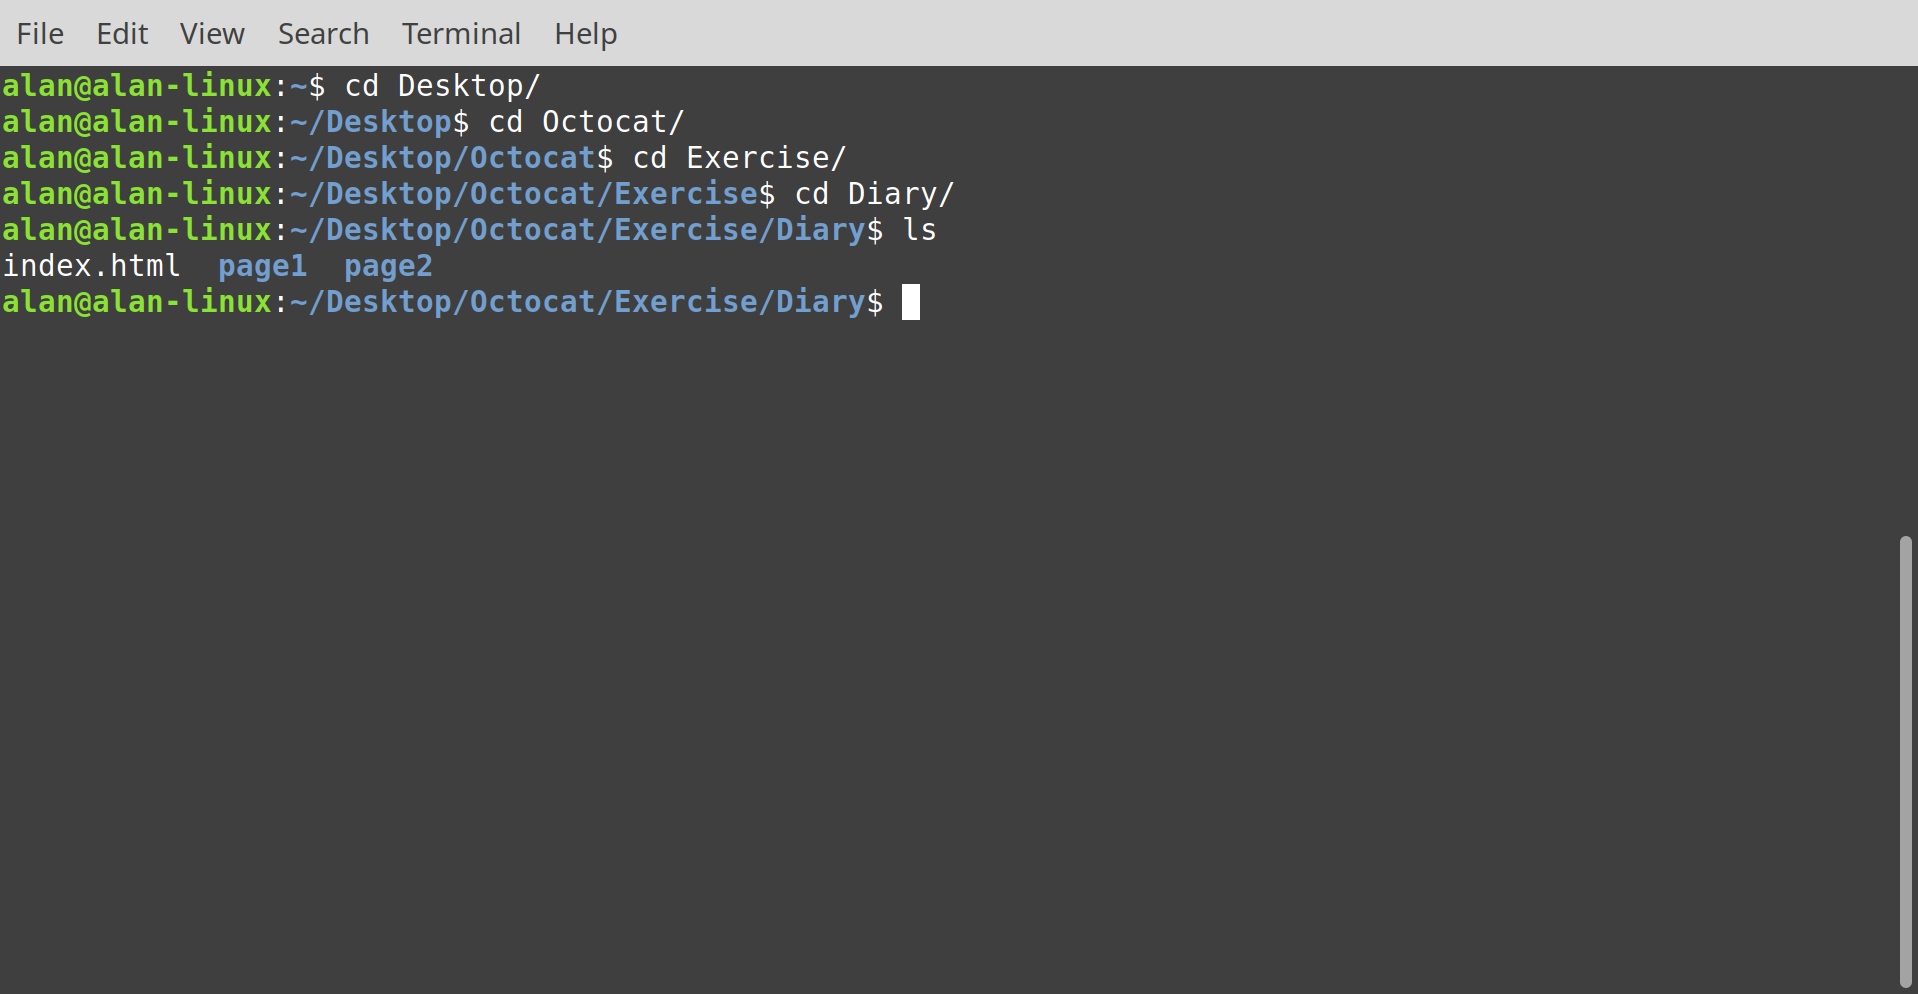 File Edit View Search Terminal Help
alan@alan-linux:~$ cd Desktop/
alan@alan-linux:~/Desktop$ cd Octocat/
alan@alan-linux:~/Desktop/Octocat$ cd Exercise/
alan@alan-linux:~/Desktop/Octocat/Exercise$ cd Diary/
alan@alan-linux:~/Desktop/Octocat/Exercise/Diary$ ls
index.html  page1  page2
alan@alan-linux:~/Desktop/Octocat/Exercise/Diary$